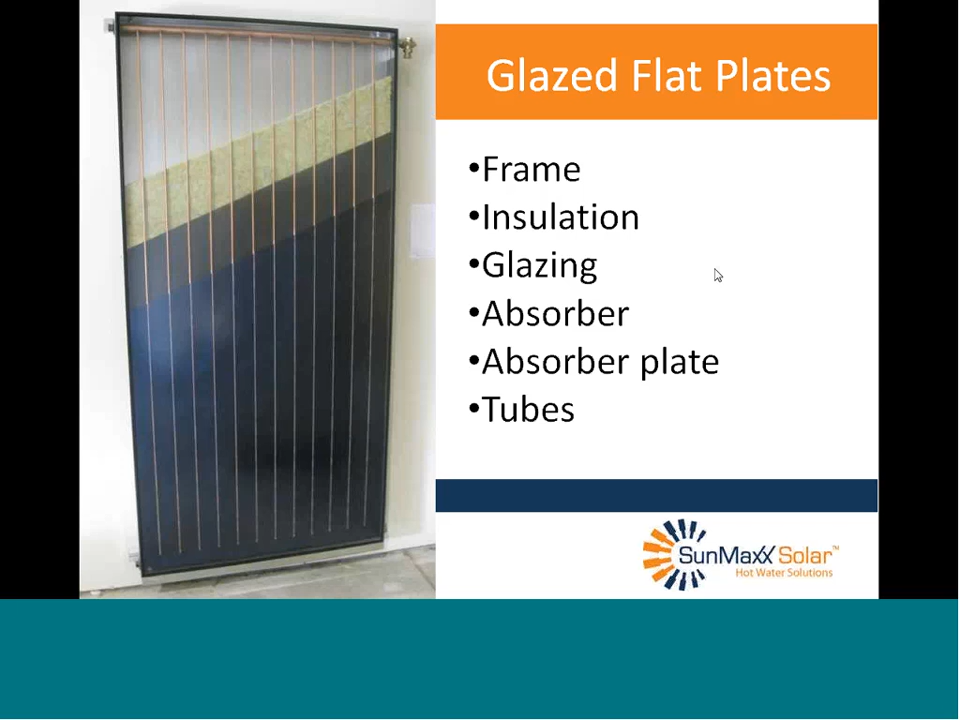 Glazed Flat Plates
•Frame
•Insulation
•Glazing
•Absorber
•Absorber plate
•Tubes
SunMaxx Solar™
Hot Water Solutions